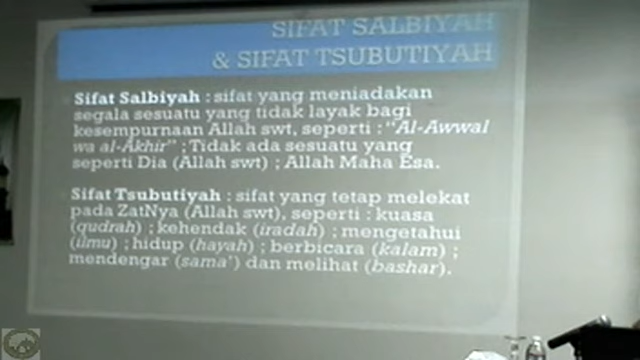 SIFAT SALBIYAH
& SIFAT TSUBUTIYAH
Sifat Salbiyah : sifat yang meniadakan
segala sesuatu yang tidak layak bagi
kesempurnaan Allah swt, seperti : "Al-Awwal
wa al-Akhir" ; Tidak ada sesuatu yang
seperti Dia (Allah swt) ; Allah Maha Esa.
Sifat Tsubutiyah : sifat yang tetap melekat
pada ZatNya (Allah swt), seperti : kuasa
(qudrah) ; kehendak (iradah) ; mengetahui
(ilmu) ; hidup (hayah) ; berbicara (kalam) ;
mendengar (sama') dan melihat (bashar).